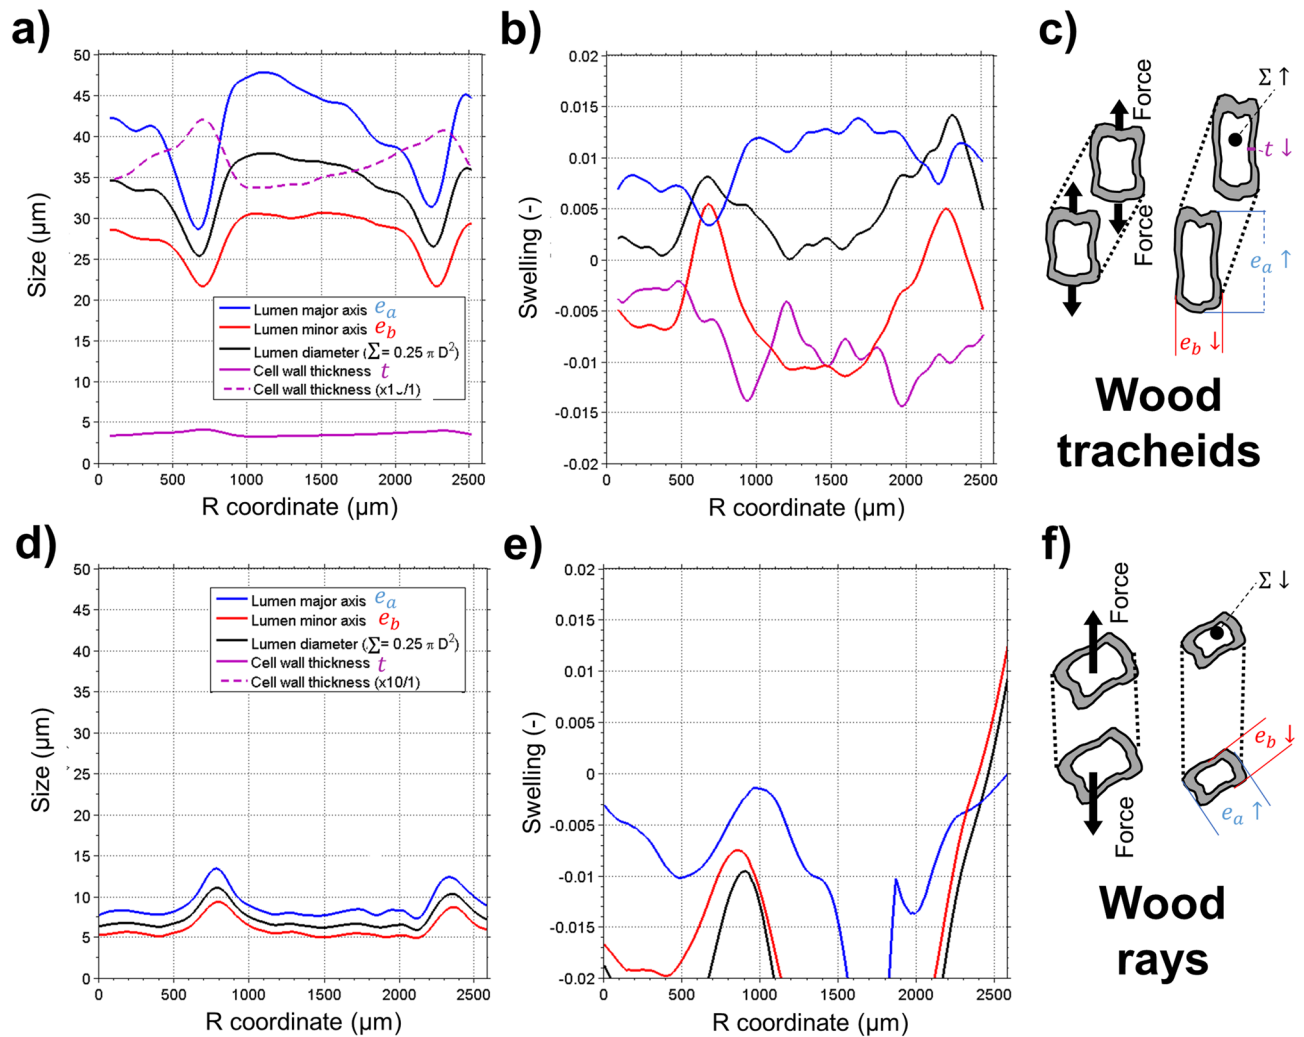 a)
50
45
40
35
30
25
20
15
10
5
0
Size (μm)
Lumen major axis eₐ
Lumen minor axis e_b
Lumen diameter (Σ= 0.25 π D²)
Cell wall thickness t
0 500 1000 1500 2000 2500
R coordinate (μm)
b)
0.02
0.015
0.01
0.005
0
-0.005
-0.01
-0.015
-0.02
Swelling (-)
0 500 1000 1500 2000 2500
R coordinate (μm)
c)
Force
Force
Σ ↑
t ↓
eₐ ↑
e_b ↓
Wood
tracheids
d)
50
45
40
35
30
25
20
15
10
5
0
Size (μm)
Lumen major axis eₐ
Lumen minor axis e_b
Lumen diameter (.Σ= 0.25 π D²)
Cell wall thickness t
Cell wall thickness (x10/1)
0 500 1000 1500 2000 2500
R coordinate (μm)
e)
0.02
0.015
0.01
0.005
0
-0.005
-0.01
-0.015
-0.02
Swelling (-)
0 500 1000 1500 2000 2500
R coordinate (μm)
f)
Force
Force
Σ ↓
e_b ↓
eₐ ↑
Wood
rays